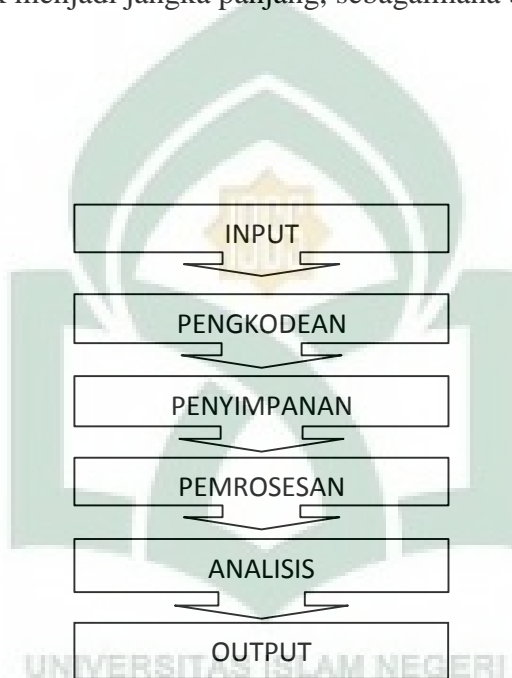 menjadi jangka panjang, sebagaimana
INPUT
PENGKODEAN
PENYIMPANAN
PEMROSESAN
ANALISIS
OUTPUT
UNIVERSITAS ISLAM NEGERI